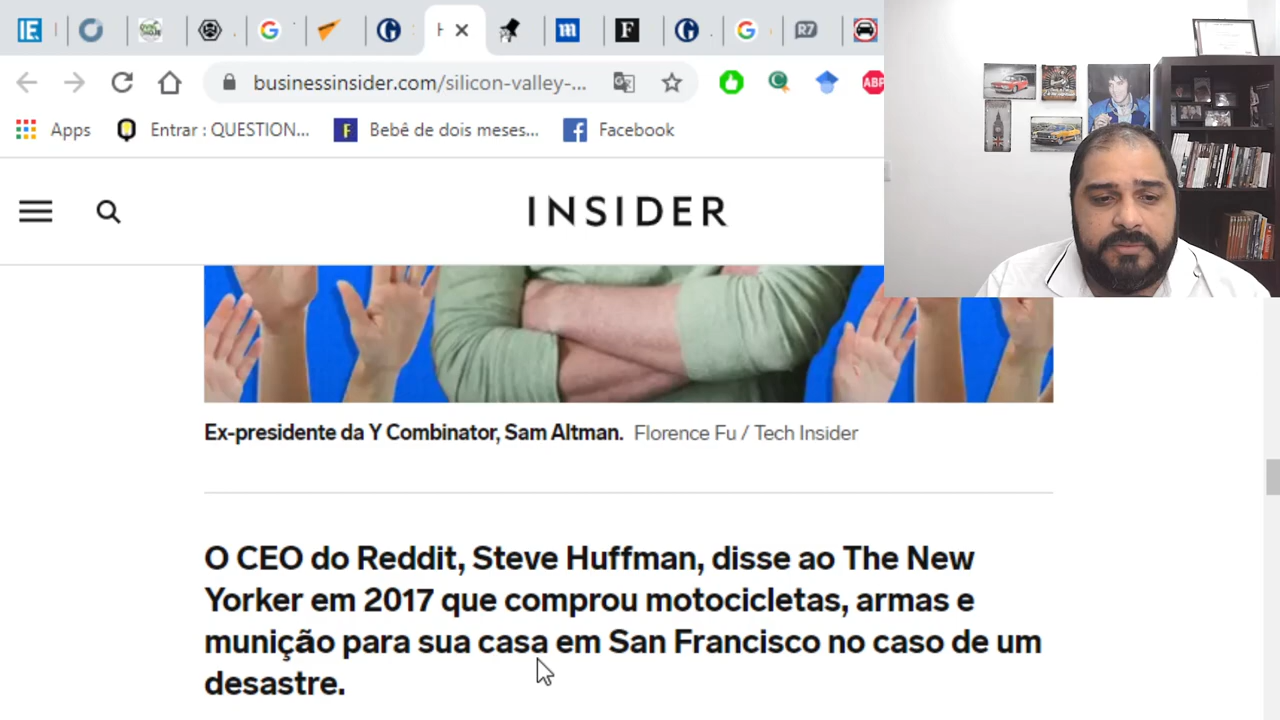 businessinsider.com/silicon-valley-...
ABP
Apps
Entrar : QUESTION...
Bebê de dois meses...
Facebook
INSIDER
Ex-presidente da Y Combinator, Sam Altman. Florence Fu / Tech Insider
O CEO do Reddit, Steve Huffman, disse ao The New
Yorker em 2017 que comprou motocicletas, armas e
munição para sua casa em San Francisco no caso de um
desastre.